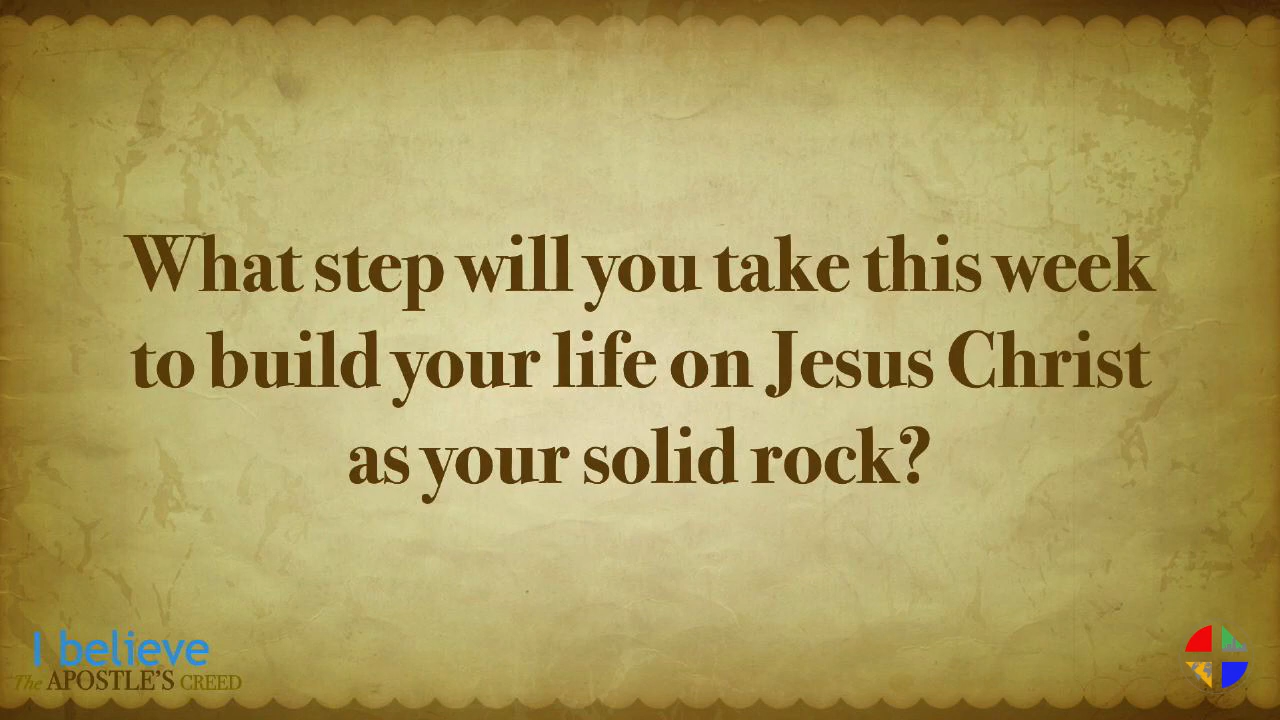 What step will you take this week
to build your life on Jesus Christ
as your solid rock?
I believe
The APOSTLE'S CREED